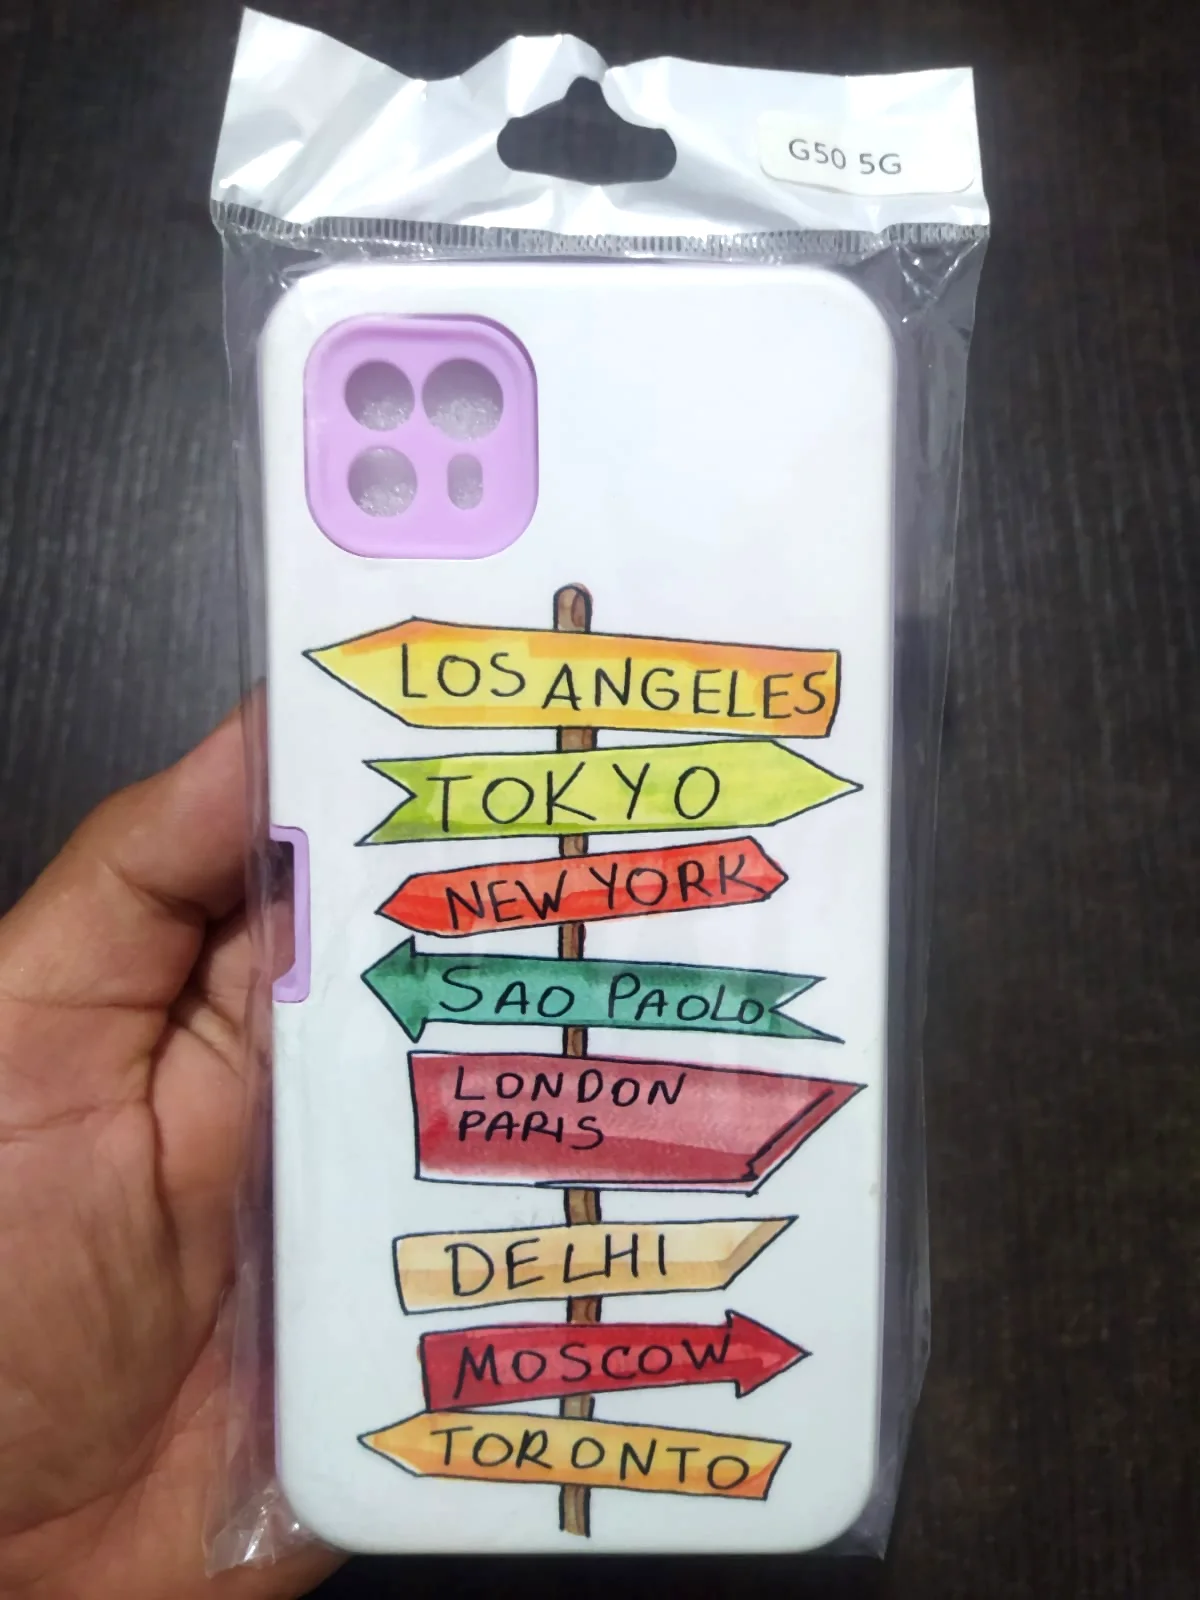 G50 5G
LOS ANGELES
TOKYO
NEW YORK
SAO PAOLO
LONDON
PARIS
DELHI
MOSCOW
TORONTO